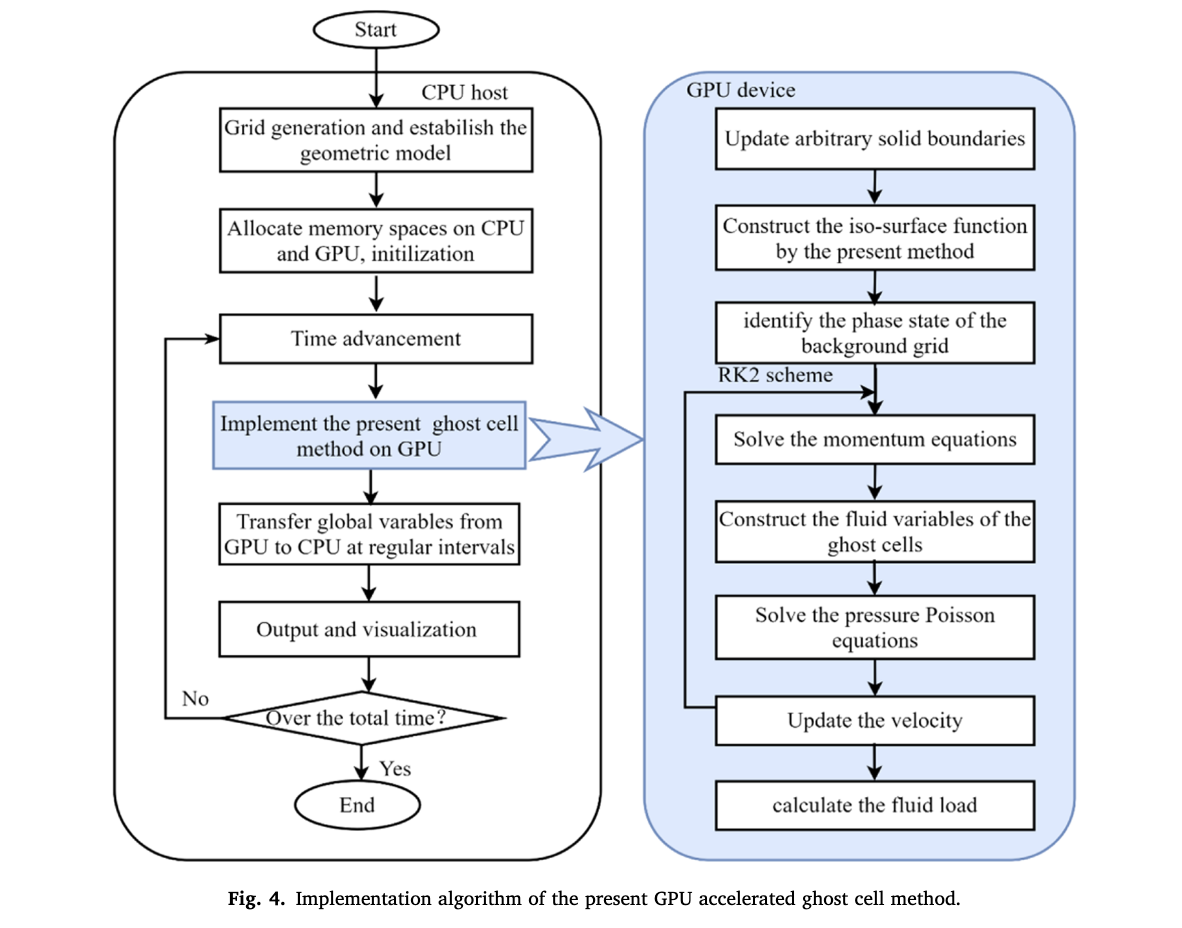 Start
CPU host
Grid generation and estabilish the
geometric model
Allocate memory spaces on CPU
and GPU, initilization
Time advancement
Implement the present ghost cell
method on GPU
Transfer global varables from
GPU to CPU at regular intervals
Output and visualization
Over the total time?
No
Yes
End
GPU device
Update arbitrary solid boundaries
Construct the iso-surface function
by the present method
identify the phase state of the
background grid
RK2 scheme
Solve the momentum equations
Construct the fluid variables of the
ghost cells
Solve the pressure Poisson
equations
Update the velocity
calculate the fluid load
Fig. 4. Implementation algorithm of the present GPU accelerated ghost cell method.